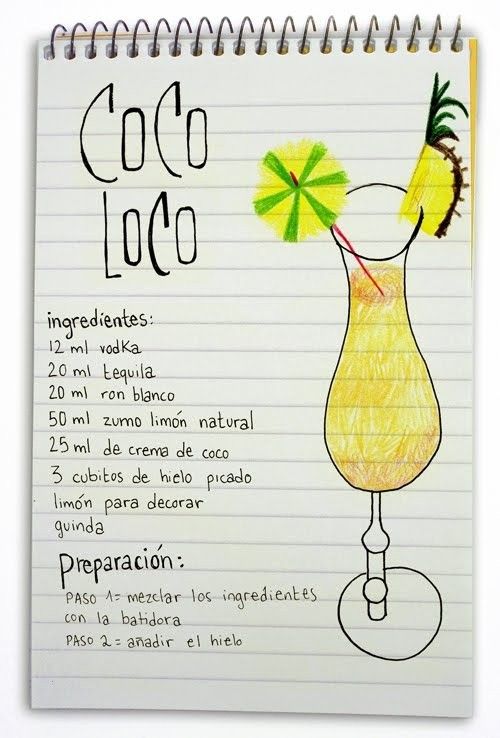 COCO
LOCO
ingredientes:
12 ml vodka
20 ml tequila
20 ml ron blanco
50 ml zumo limón natural
25 ml de crema de coco
3 cubitos de hielo picado
limón para decorar
guinda
preparación:
PASO 1= mezclar los ingredientes
con la batidora
PASO 2 = añadir el hielo